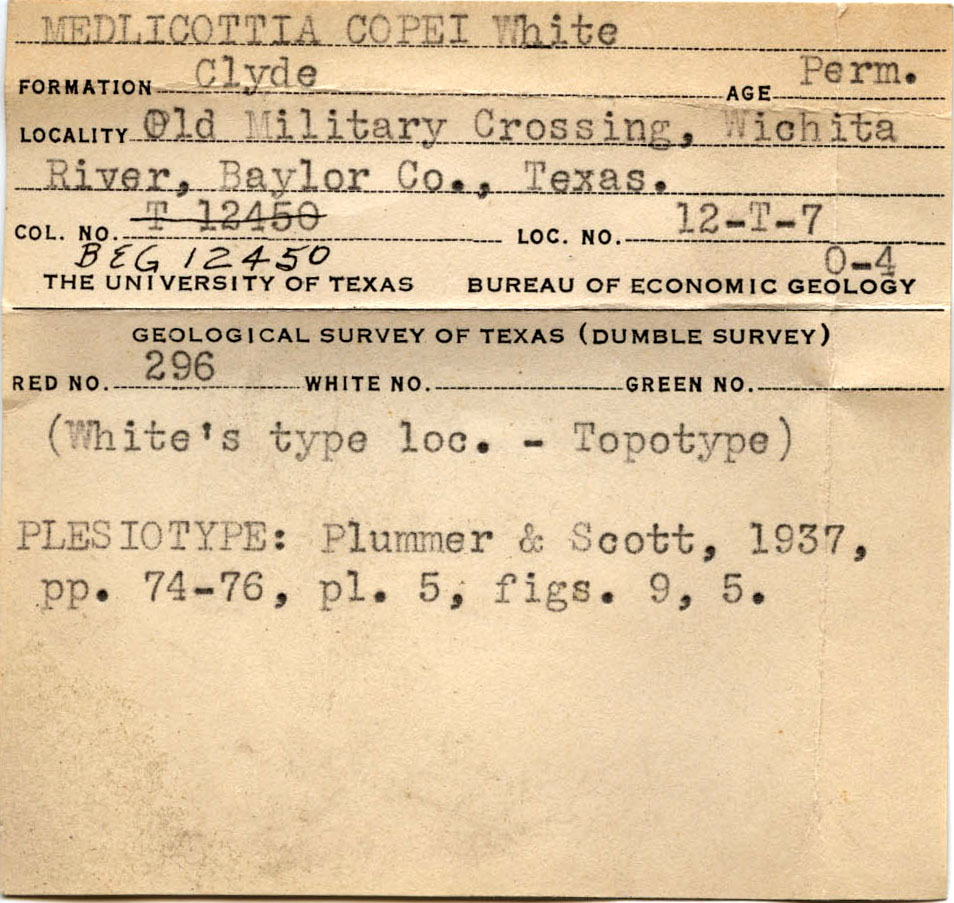 MEDLICOTTIA COPEI White
FORMATION Clyde AGE Perm.
LOCALITY Old Military Crossing, Wichita
River, Baylor Co., Texas.
COL. NO. T 12450 LOC. NO. 12-T-7
BEG 12450 0-4
THE UNIVERSITY OF TEXAS BUREAU OF ECONOMIC GEOLOGY
GEOLOGICAL SURVEY OF TEXAS (DUMBLE SURVEY)
RED NO. 296 WHITE NO. GREEN NO.
(White's type loc. - Topotype)
PLESIOTYPE: Plummer & Scott, 1937,
pp. 74-76, pl. 5, figs. 9, 5.